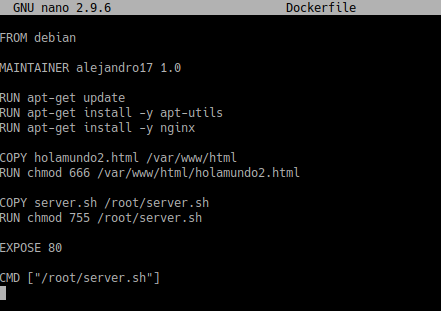 GNU nano 2.9.6 Dockerfile
FROM debian
MAINTAINER alejandro17 1.0
RUN apt-get update
RUN apt-get install -y apt-utils
RUN apt-get install -y nginx
COPY holamundo2.html /var/www/html
RUN chmod 666 /var/www/html/holamundo2.html
COPY server.sh /root/server.sh
RUN chmod 755 /root/server.sh
EXPOSE 80
CMD ["/root/server.sh"]